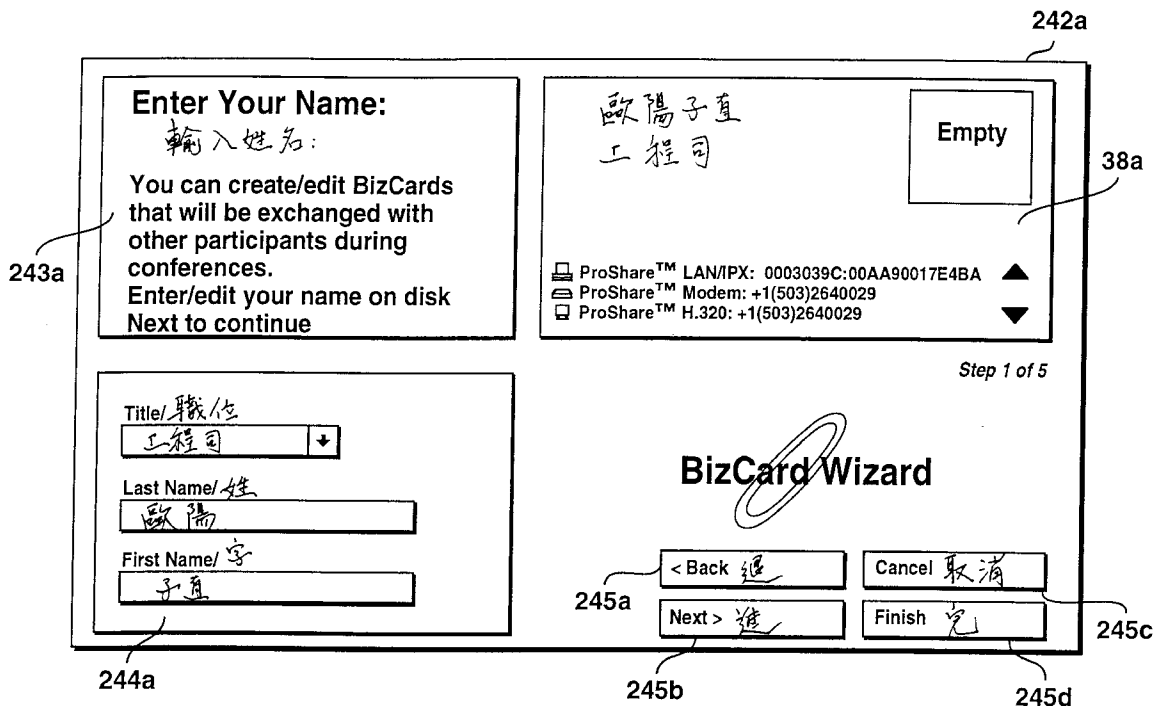 242a
Enter Your Name:
輸入姓名:
You can create/edit BizCards
that will be exchanged with
other participants during
conferences.
Enter/edit your name on disk
Next to continue
243a
歐陽子直
工程司
Empty
38a
ProShare™ LAN/IPX: 0003039C:00AA90017E4BA
ProShare™ Modem: +1(503)2640029
ProShare™ H.320: +1(503)2640029
Step 1 of 5
Title/職位
工程司
Last Name/姓
歐陽
First Name/字
子直
244a
BizCard Wizard
< Back 退
Cancel 取消
Next > 進
Finish 完
245a
245b
245c
245d